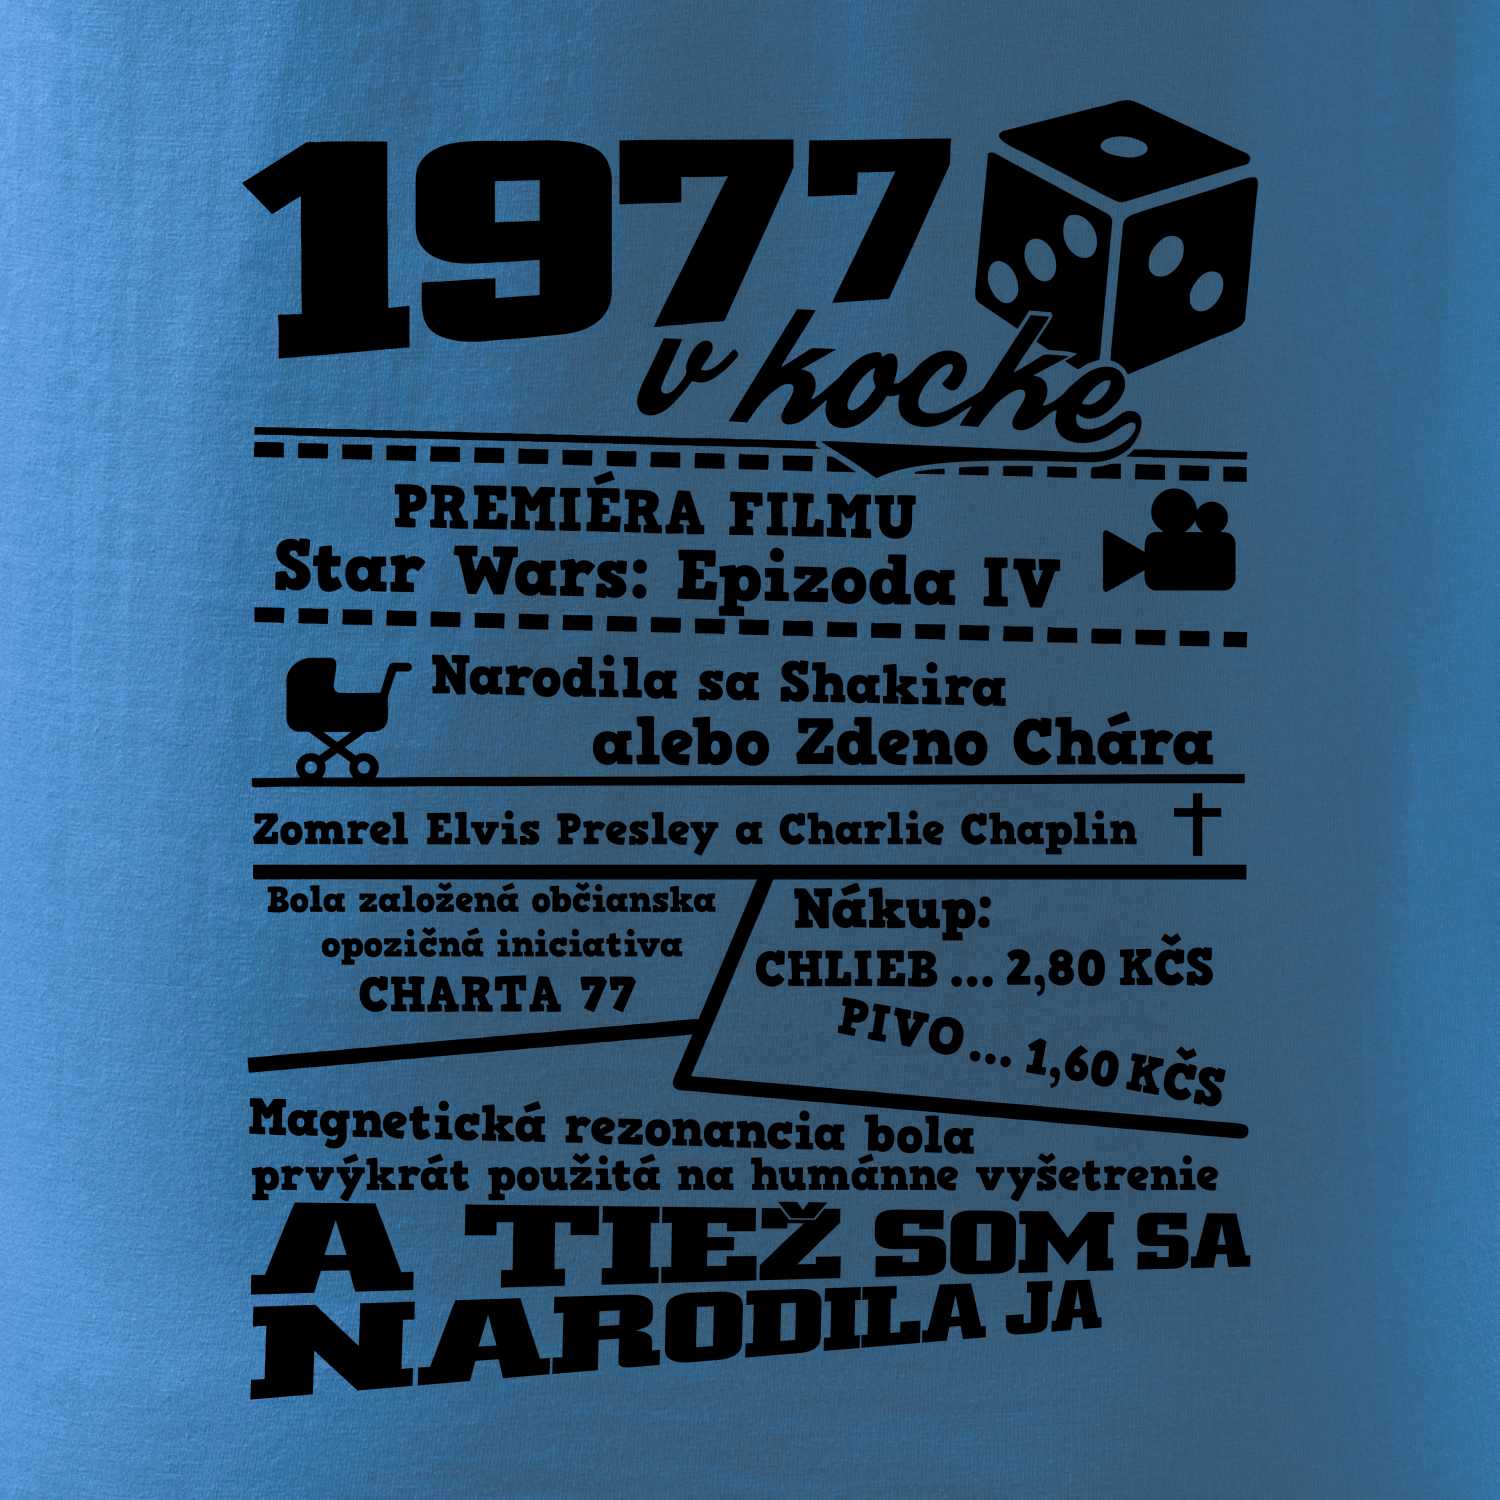 1977
v kocke
PREMIÉRA FILMU
Star Wars: Epizoda IV
Narodila sa Shakira
alebo Zdeno Chára
Zomrel Elvis Presley a Charlie Chaplin
Bola založená občianska
opozičná iniciativa
CHARTA 77
Nákup:
CHLIEB ... 2,80 KČS
PIVO ... 1,60 KČS
Magnetická rezonancia bola
prvýkrát použitá na humánne vyšetrenie
A TIEŽ SOM SA
NARODILA JA